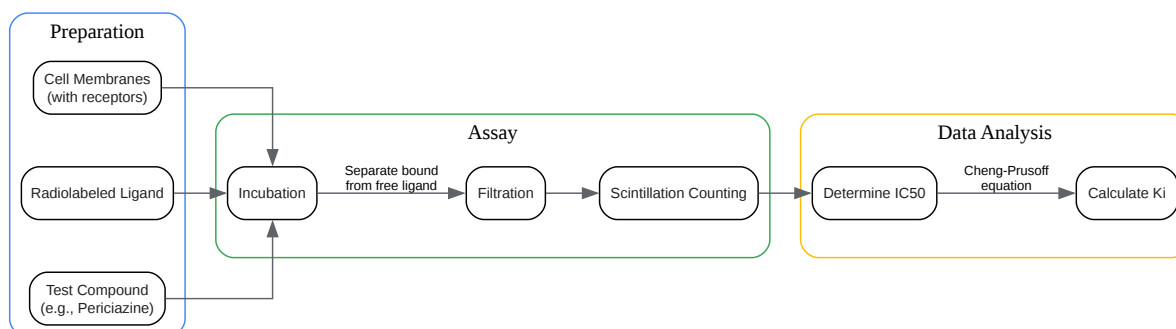 Preparation
Cell Membranes
(with receptors)
Radiolabeled Ligand
Test Compound
(e.g., Periciazine)
Assay
Incubation
Separate bound
from free ligand
Filtration
Scintillation Counting
Data Analysis
Determine IC50
Cheng-Prusoff
equation
Calculate Ki